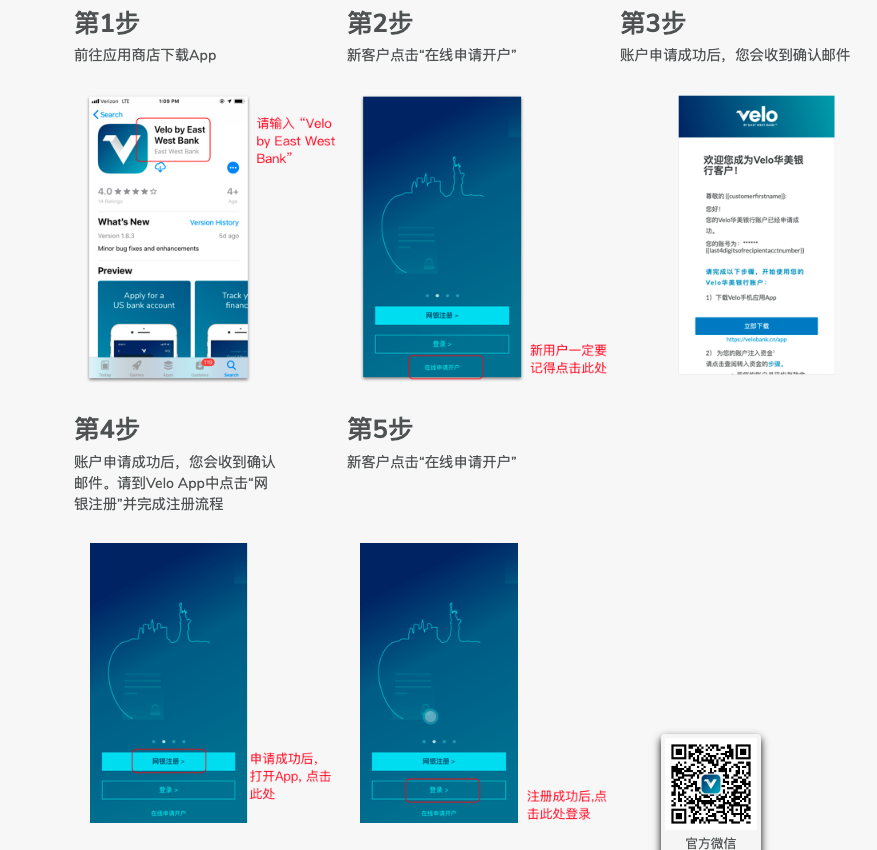 第1步
前往应用商店下载App
Verizon LTE
1:09 PM
Search
Velo by East
West Bank
East West Bank
4.0
4+
Age
What's New
Version History
Version 1.8.3
5d ago
Minor bug fixes and enhancements
Preview
Apply for a
US bank account
Track y
financ
Today
Games
Apps
Updates
Search
请输入 “Velo
by East West
Bank”
第2步
新客户点击“在线申请开户”
网银注册 >
登录 >
在线申请开户
新用户一定要
记得点击此处
第3步
账户申请成功后，您会收到确认邮件
velo
BY EAST WEST BANK
欢迎您成为Velo华美银
行客户！
尊敬的 {{customerfirstname}}:
您好！
您的Velo华美银行账户已经申请成
功。
您的账号为：******
{{last4digitsofrecipientacctnumber}}
请完成以下步骤，开始使用您的
Velo华美银行账户：
1）下载Velo手机应用App
立即下载
https://velobank.cn/app
2）为您的账户注入资金
请点击查阅转入资金的步骤。
第4步
账户申请成功后，您会收到确认
邮件。请到Velo App中点击“网
银注册”并完成注册流程
网银注册 >
登录 >
在线申请开户
申请成功后，
打开App, 点击
此处
第5步
新客户点击“在线申请开户”
网银注册 >
登录 >
在线申请开户
注册成功后,点
击此处登录
官方微信